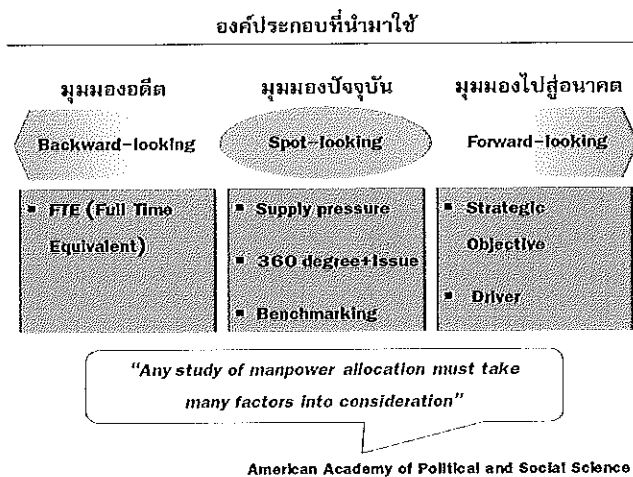 องค์ประกอบที่นำมาใช้
มุมมองอดีต
Backward-looking
▪ FTE (Full Time
Equivalent)
มุมมองปัจจุบัน
Spot-looking
▪ Supply pressure
▪ 360 degree+Issue
▪ Benchmarking
มุมมองไปสู่อนาคต
Forward-looking
▪ Strategic
Objective
▪ Driver
"Any study of manpower allocation must take
many factors into consideration"
American Academy of Political and Social Science